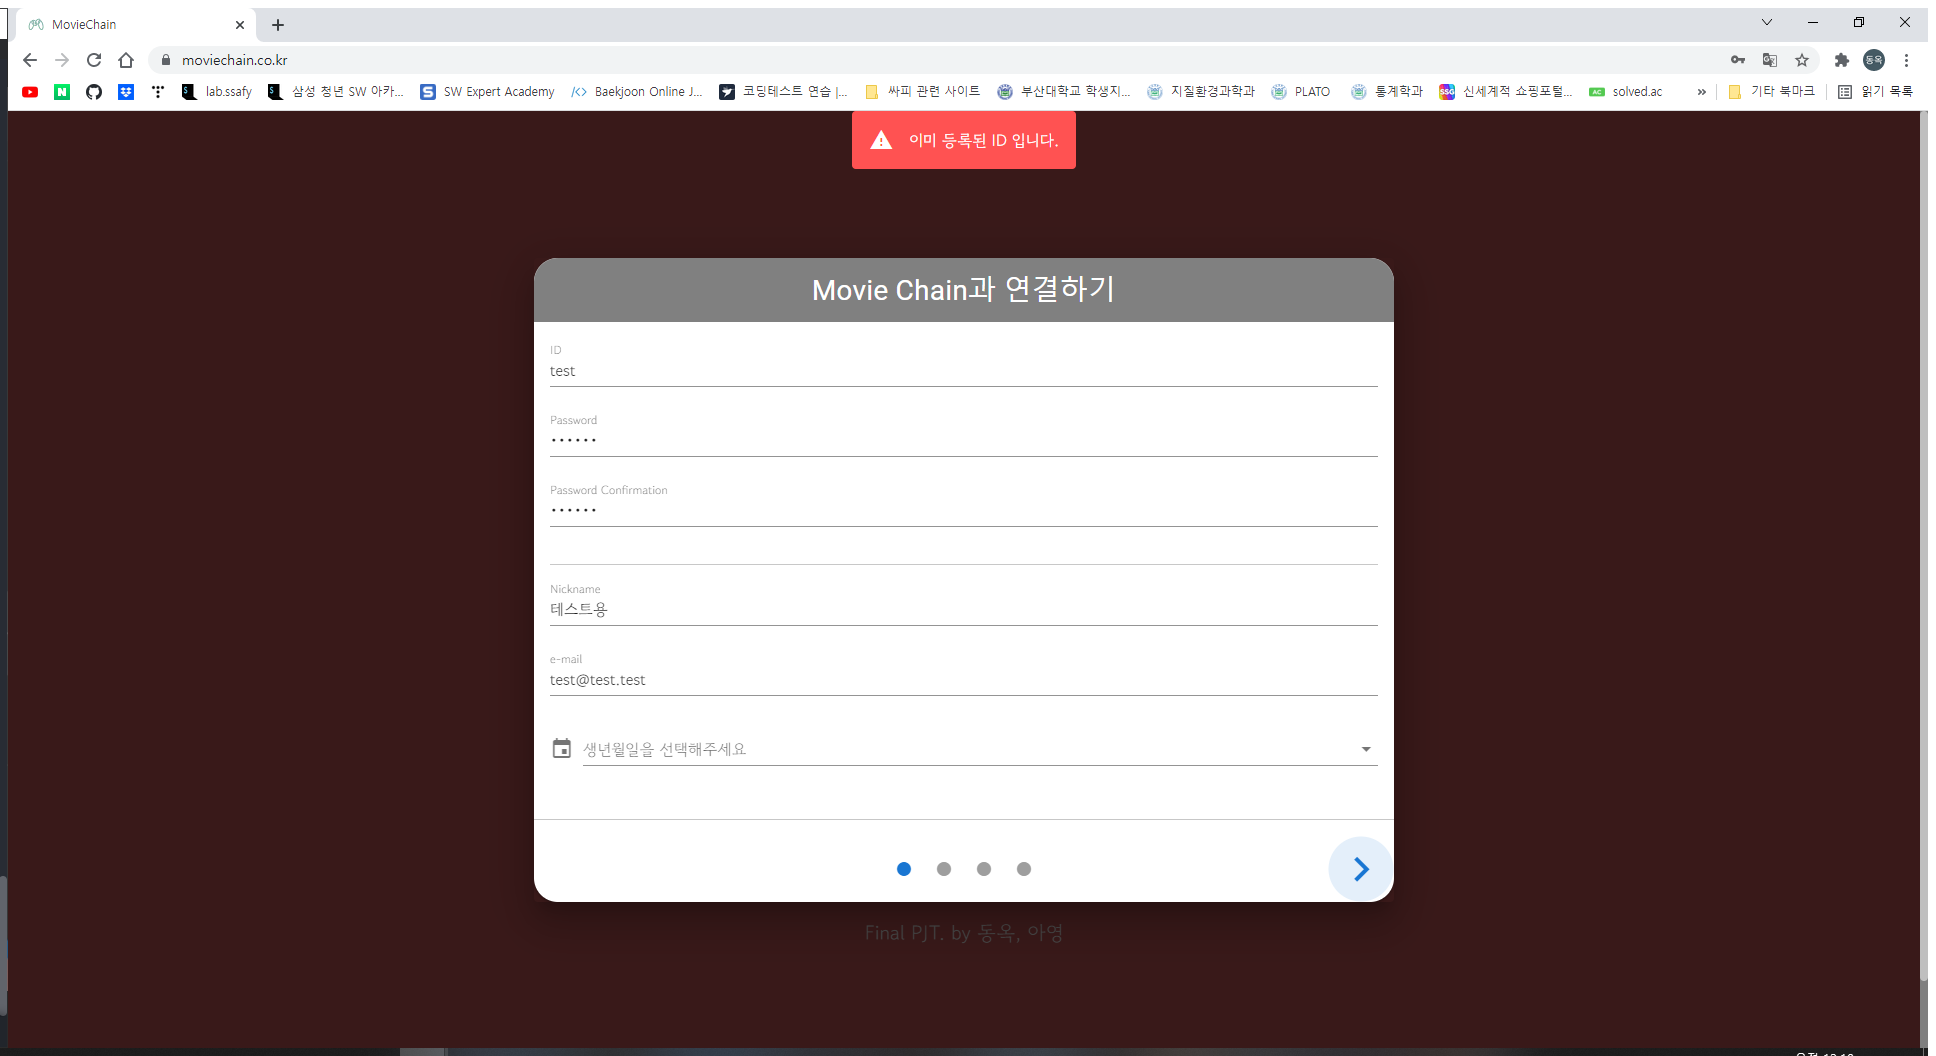 MovieChain
moviechain.co.kr
동옥
lab.ssafy 삼성 청년 SW 아카... SW Expert Academy Baekjoon Online J... 코딩테스트 연습 |... 싸피 관련 사이트 부산대학교 학생지... 지질환경과학과 PLATO 통계학과 신세계적 쇼핑포털... solved.ac » 기타 북마크 읽기 목록
이미 등록된 ID 입니다.
Movie Chain과 연결하기
ID
test
Password
••••••
Password Confirmation
••••••
Nickname
테스트용
e-mail
test@test.test
생년월일을 선택해주세요
Final PJT. by 동옥, 아영